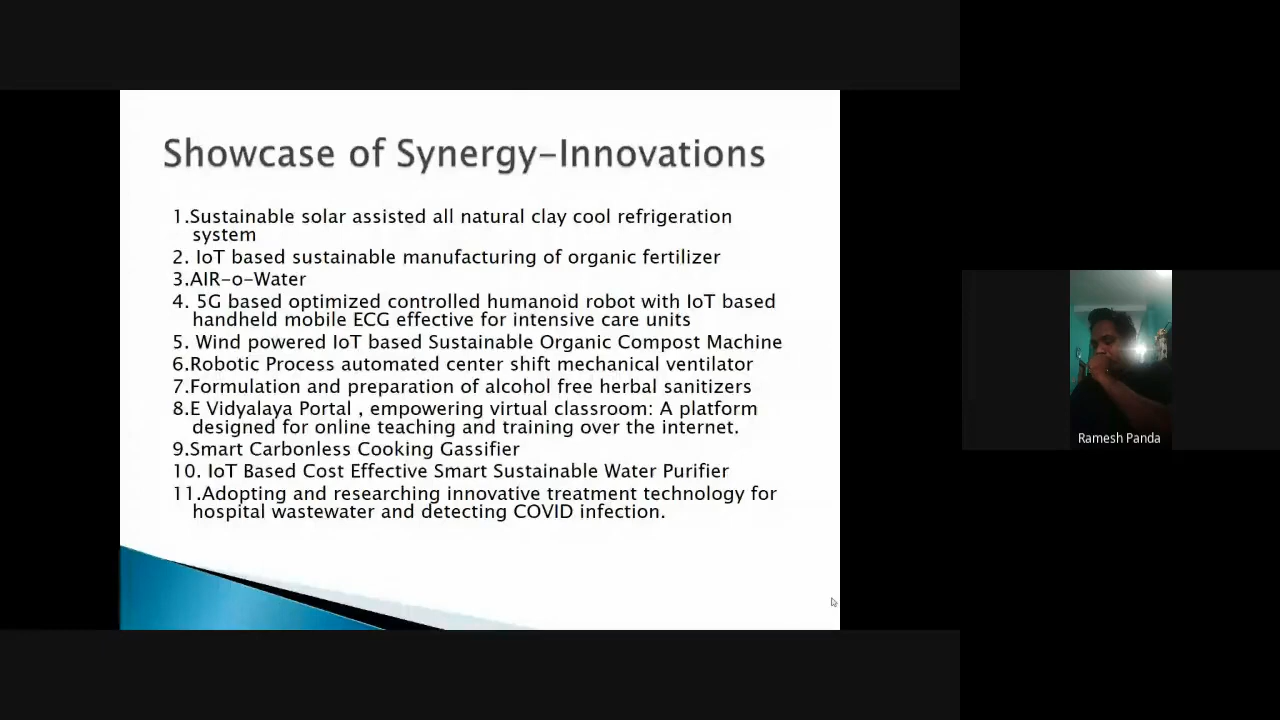 Showcase of Synergy-Innovations
1.Sustainable solar assisted all natural clay cool refrigeration
system
2. IoT based sustainable manufacturing of organic fertilizer
3.AIR-o-Water
4. 5G based optimized controlled humanoid robot with IoT based
handheld mobile ECG effective for intensive care units
5. Wind powered IoT based Sustainable Organic Compost Machine
6.Robotic Process automated center shift mechanical ventilator
7.Formulation and preparation of alcohol free herbal sanitizers
8.E Vidyalaya Portal , empowering virtual classroom: A platform
designed for online teaching and training over the internet.
9.Smart Carbonless Cooking Gassifier
10. IoT Based Cost Effective Smart Sustainable Water Purifier
11.Adopting and researching innovative treatment technology for
hospital wastewater and detecting COVID infection.
Ramesh Panda